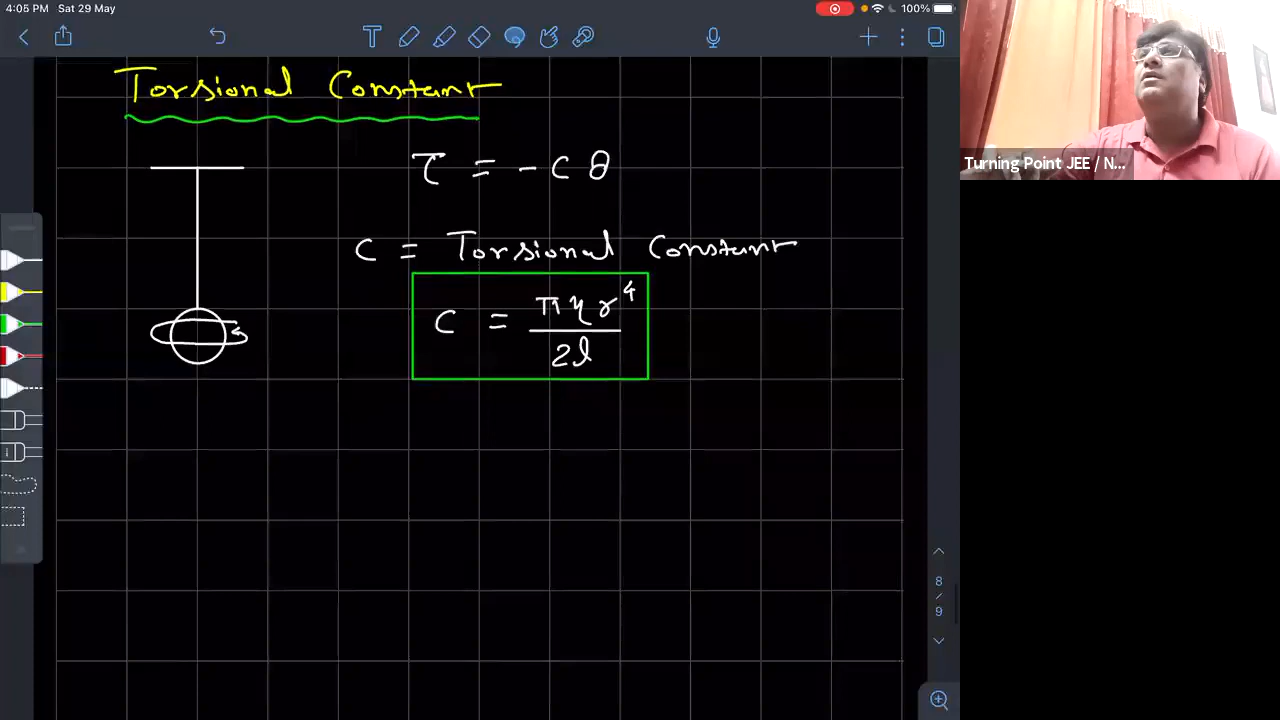 4:05 PM Sat 29 May
100%
Torsional Constant
τ = - C θ
C = Torsional Constant
C = πηr⁴/2l
8
/
9
Turning Point JEE / N...